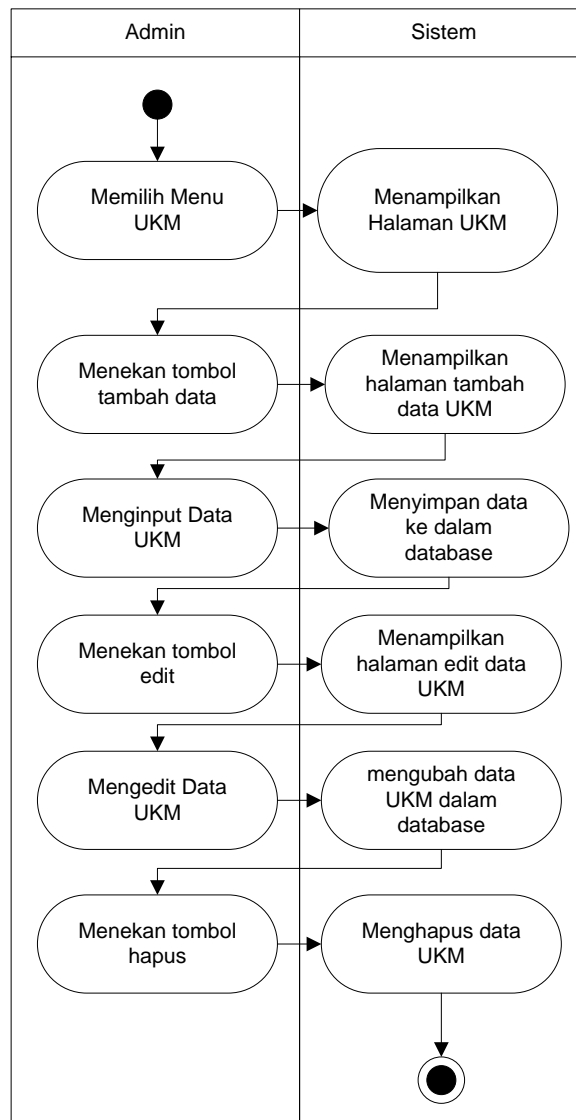 Admin
Sistem
Memilih Menu
UKM
Menampilkan
Halaman UKM
Menekan tombol
tambah data
Menampilkan
halaman tambah
data UKM
Menginput Data
UKM
Menyimpan data
ke dalam
database
Menekan tombol
edit
Menampilkan
halaman edit data
UKM
Mengedit Data
UKM
mengubah data
UKM dalam
database
Menekan tombol
hapus
Menghapus data
UKM